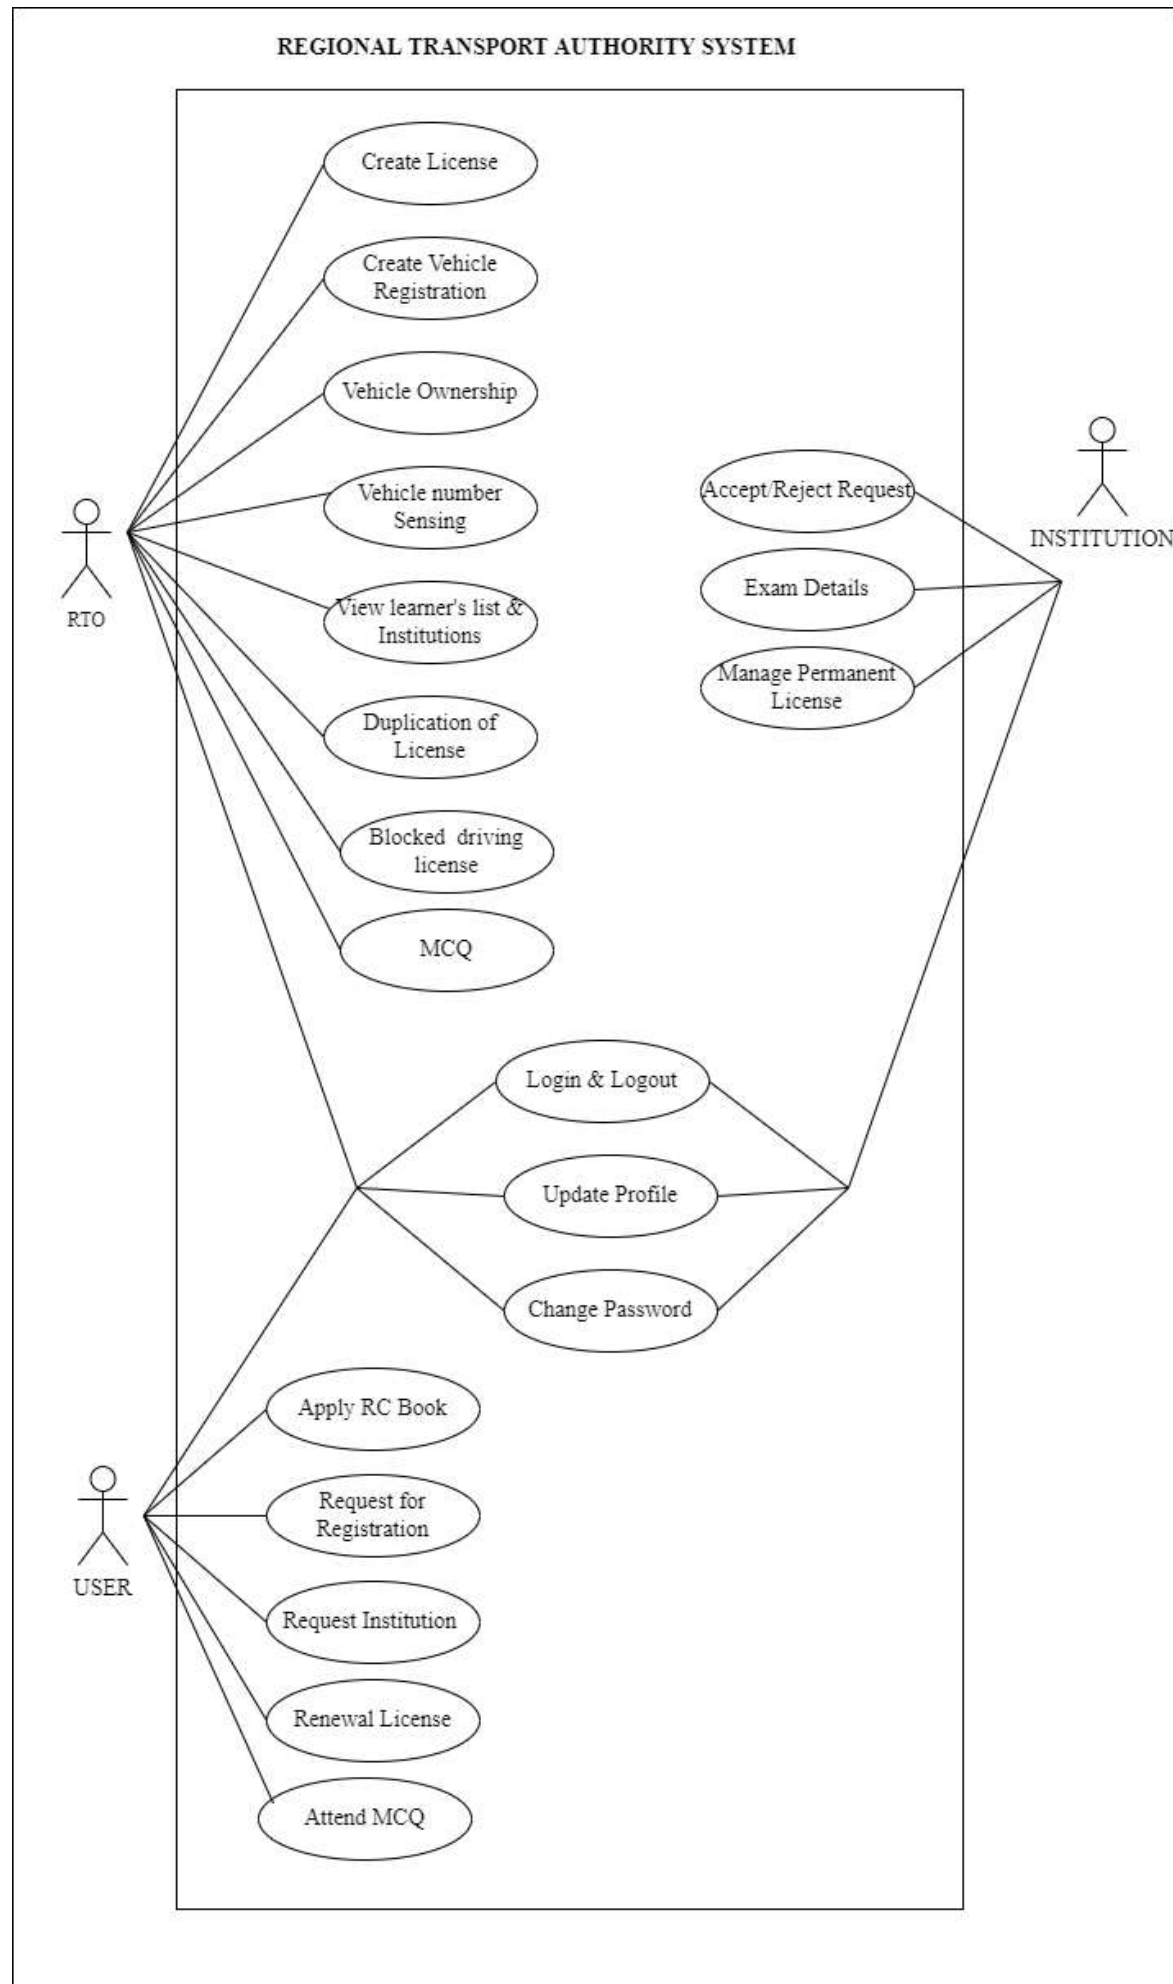 REGIONAL TRANSPORT AUTHORITY SYSTEM
Create License
Create Vehicle
Registration
Vehicle Ownership
Vehicle number
Sensing
View learner's list &
Institutions
Duplication of
License
Blocked driving
license
MCQ
RTO
Accept/Reject Request
Exam Details
Manage Permanent
License
INSTITUTION
Login & Logout
Update Profile
Change Password
Apply RC Book
Request for
Registration
Request Institution
Renewal License
Attend MCQ
USER